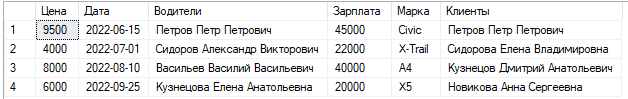 Цена Дата Водители Зарплата Марка Клиенты
1 9500 2022-06-15 Петров Петр Петрович 45000 Civic Петров Петр Петрович
2 4000 2022-07-01 Сидоров Александр Викторович 22000 X-Trail Сидорова Елена Владимировна
3 8000 2022-08-10 Васильев Василий Васильевич 40000 A4 Кузнецов Дмитрий Анатольевич
4 6000 2022-09-25 Кузнецова Елена Анатольевна 20000 X5 Новикова Анна Сергеевна